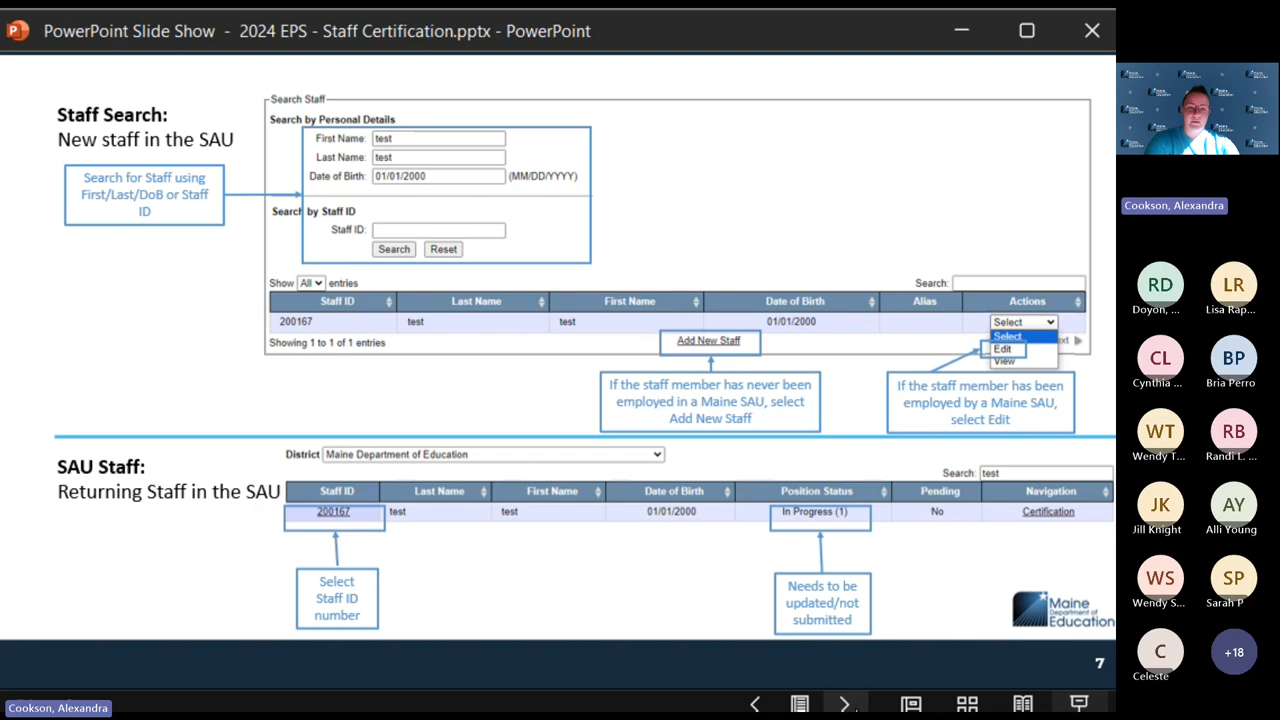 PowerPoint Slide Show - 2024 EPS - Staff Certification.pptx - PowerPoint
Staff Search:
New staff in the SAU
Search for Staff using
First/Last/DoB or Staff
ID
Search Staff
Search by Personal Details
First Name: test
Last Name: test
Date of Birth: 01/01/2000 (MM/DD/YYYY)
Search by Staff ID
Staff ID:
Search Reset
Show All entries Search:
Staff ID Last Name First Name Date of Birth Alias Actions
200167 test test 01/01/2000 Select
Select
Edit
View
Showing 1 to 1 of 1 entries
Add New Staff
If the staff member has never been
employed in a Maine SAU, select
Add New Staff
If the staff member has been
employed by a Maine SAU,
select Edit
SAU Staff:
Returning Staff in the SAU
District Maine Department of Education
Search: test
Staff ID Last Name First Name Date of Birth Position Status Pending Navigation
200167 test test 01/01/2000 In Progress (1) No Certification
Select
Staff ID
number
Needs to be
updated/not
submitted
Maine
Department of
Education
7
Cookson, Alexandra
Cookson, Alexandra
RD LR
Doyon, ... Lisa Rap...
CL BP
Cynthia ... Bria Perro
WT RB
Wendy T... Randi L. ...
JK AY
Jill Knight Alli Young
WS SP
Wendy S... Sarah P
C +18
Celeste